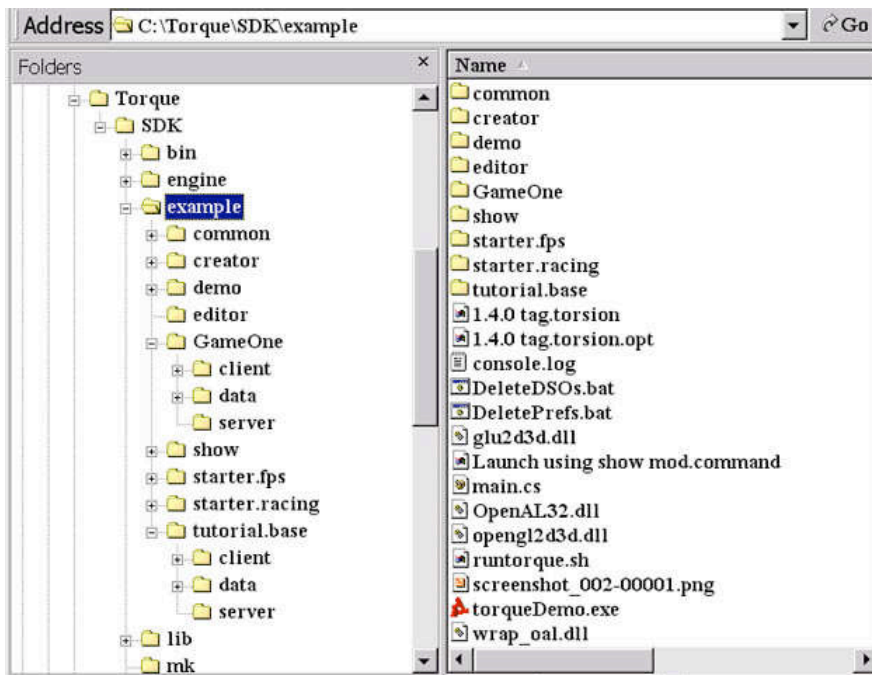 Address C:\Torque\SDK\example Go
Folders
Torque
SDK
bin
engine
example
common
creator
demo
editor
GameOne
client
data
server
show
starter.fps
starter.racing
tutorial.base
client
data
server
lib
mk
Name
common
creator
demo
editor
GameOne
show
starter.fps
starter.racing
tutorial.base
1.4.0 tag.torsion
1.4.0 tag.torsion.opt
console.log
DeleteDSOs.bat
DeletePrefs.bat
glu2d3d.dll
Launch using show mod.command
main.cs
OpenAL32.dll
opengl2d3d.dll
runtorque.sh
screenshot_002-00001.png
torqueDemo.exe
wrap_oal.dll